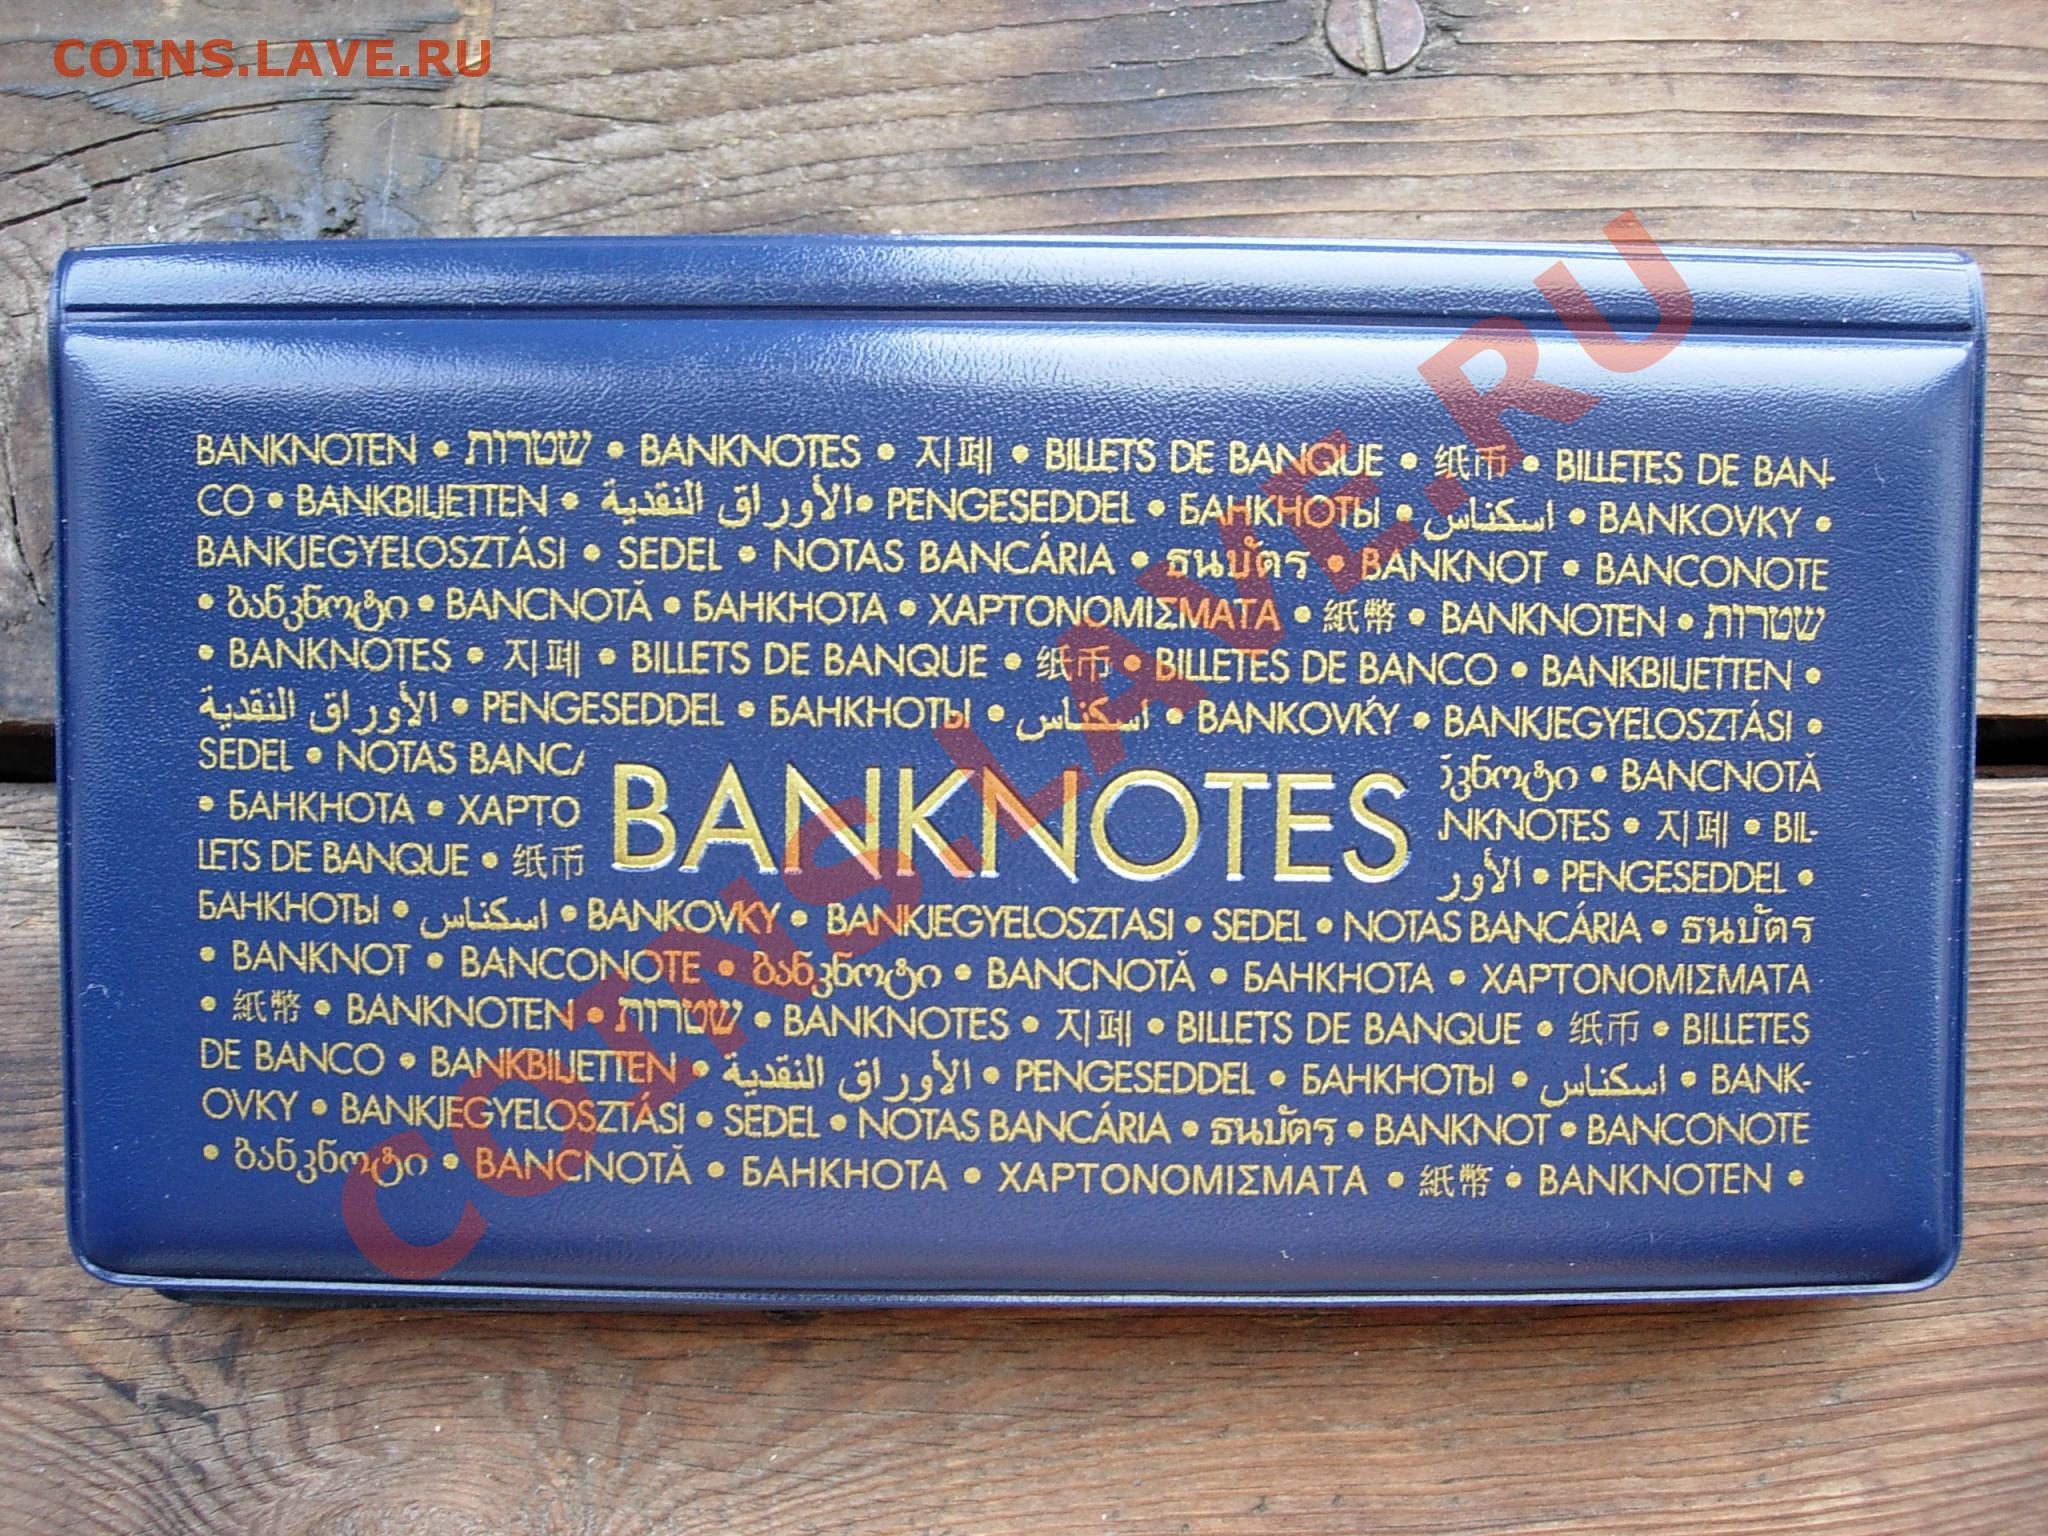 COINS.LAVE.RU
BANKNOTEN • שטרות • BANKNOTES • 지폐 • BILLETS DE BANQUE • 纸币 • BILLETES DE BAN-
CO • BANKBILJETTEN • الأوراق النقدية • PENGESEDDEL • БАНКНОТЫ • اسكناس • BANKOVKY •
BANKJEGYELOSZTÁSI • SEDEL • NOTAS BANCÁRIA • ธนบัตร • BANKNOT • BANCONOTE
• ბანკნოტი • BANCNOTĂ • БАНКНОТА • ΧΑΡΤΟΝΟΜΙΣΜΑΤΑ • 紙幣 • BANKNOTEN • שטרות
• BANKNOTES • 지폐 • BILLETS DE BANQUE • 纸币 • BILLETES DE BANCO • BANKBILJETTEN •
الأوراق النقدية • PENGESEDDEL • БАНКНОТЫ • اسكناس • BANKOVKY • BANKJEGYELOSZTÁSI •
SEDEL • NOTAS BANCÁ
ანკნოტი • BANCNOTĂ
• БАНКНОТА • ΧΑΡΤΟ
BANKNOTES
NKNOTES • 지폐 • BIL-
LETS DE BANQUE • 纸币
الأور • PENGESEDDEL •
БАНКНОТЫ • اسكناس • BANKOVKY • BANKJEGYELOSZTASI • SEDEL • NOTAS BANCÁRIA • ธนบัตร
• BANKNOT • BANCONOTE • ბანკნოტი • BANCNOTĂ • БАНКНОТА • ΧΑΡΤΟΝΟΜΙΣΜΑΤΑ
• 紙幣 • BANKNOTEN • שטרות • BANKNOTES • 지폐 • BILLETS DE BANQUE • 纸币 • BILLETES
DE BANCO • BANKBILJETTEN • الأوراق النقدية • PENGESEDDEL • БАНКНОТЫ • اسكناس • BANK-
OVKY • BANKJEGYELOSZTÁSI • SEDEL • NOTAS BANCÁRIA • ธนบัตร • BANKNOT • BANCONOTE
• ბანკნოტი • BANCNOTĂ • БАНКНОТА • ΧΑΡΤΟΝΟΜΙΣΜΑΤΑ • 紙幣 • BANKNOTEN •
COINS.LAVE.RU